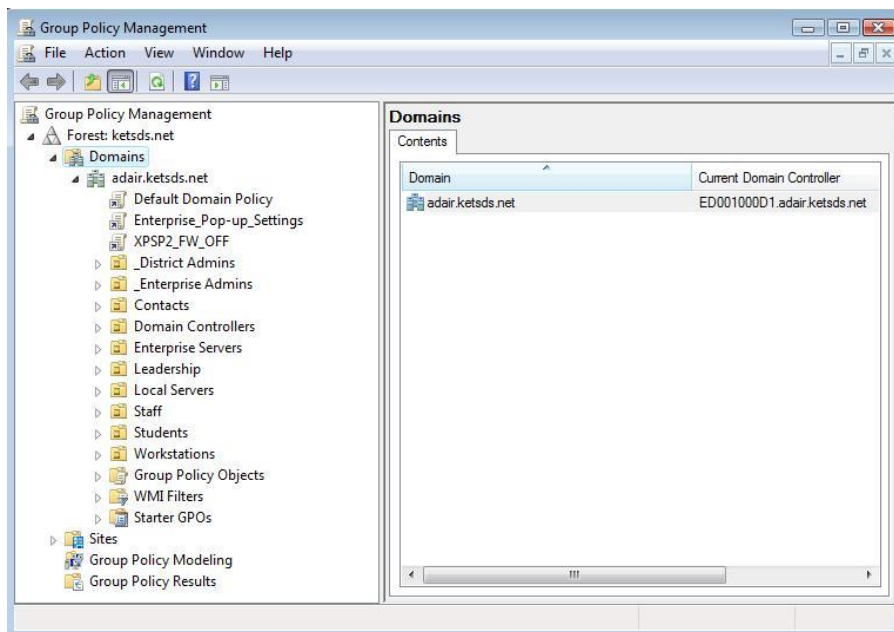 Group Policy Management
File Action View Window Help
Group Policy Management
Forest: ketsds.net
Domains
adair.ketsds.net
Default Domain Policy
Enterprise_Pop-up_Settings
XPSP2_FW_OFF
_District Admins
_Enterprise Admins
Contacts
Domain Controllers
Enterprise Servers
Leadership
Local Servers
Staff
Students
Workstations
Group Policy Objects
WMI Filters
Starter GPOs
Sites
Group Policy Modeling
Group Policy Results
Domains
Contents
Domain Current Domain Controller
adair.ketsds.net ED001000D1.adair.ketsds.net